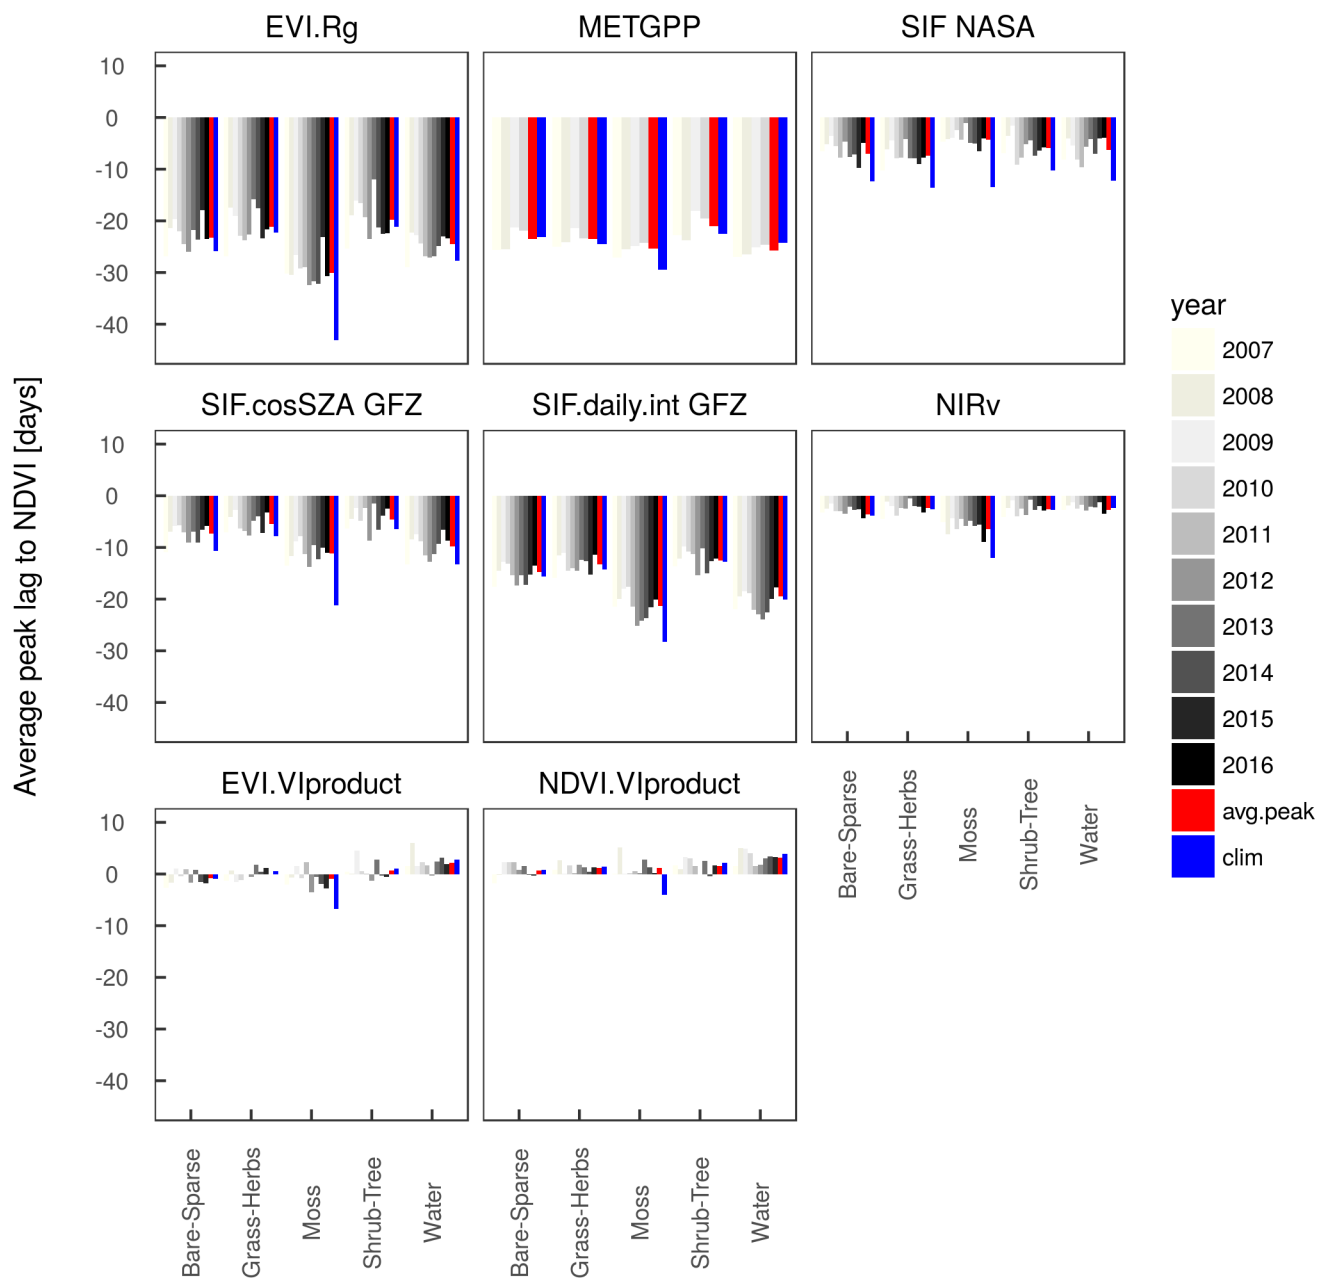 EVI.Rg
METGPP
SIF NASA
10
0
-10
-20
-30
-40
SIF.cosSZA GFZ
SIF.daily.int GFZ
NIRv
10
0
-10
-20
-30
-40
EVI.VIproduct
NDVI.VIproduct
10
0
-10
-20
-30
-40
Average peak lag to NDVI [days]
Bare-Sparse
Grass-Herbs
Moss
Shrub-Tree
Water
Bare-Sparse
Grass-Herbs
Moss
Shrub-Tree
Water
Bare-Sparse
Grass-Herbs
Moss
Shrub-Tree
Water
year
2007
2008
2009
2010
2011
2012
2013
2014
2015
2016
avg.peak
clim